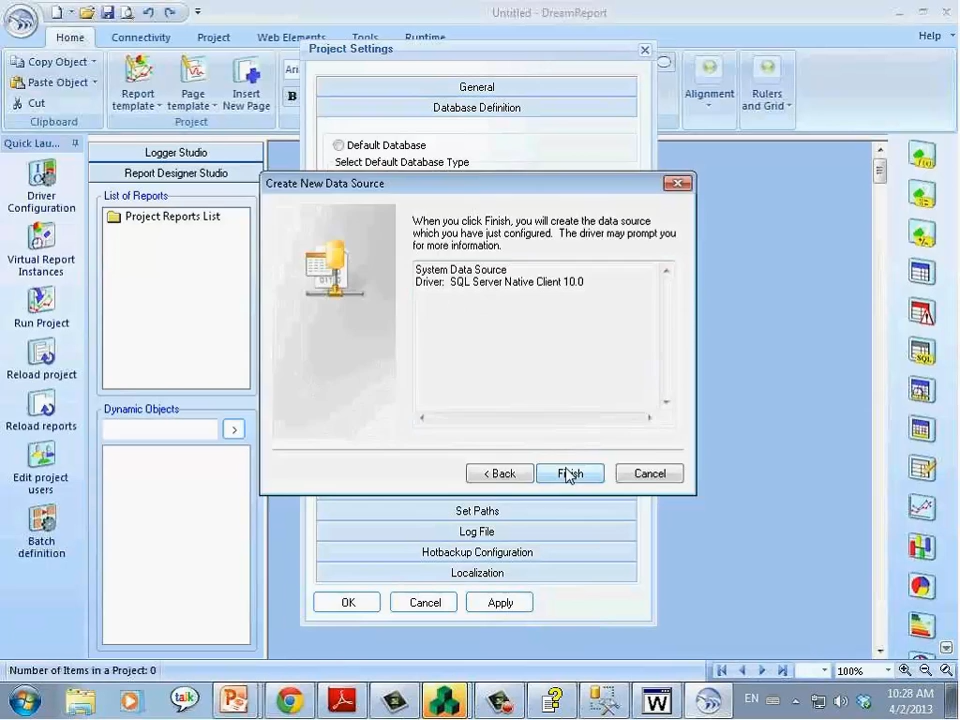 Untitled - DreamReport
Home
Connectivity
Project
Web Elements
Tools
Runtime
Help
Copy Object
Paste Object
Cut
Clipboard
Report
template
Page
template
Insert
New Page
Project
Ari
B
Alignment
Rulers
and Grid
Project Settings
General
Database Definition
Default Database
Select Default Database Type
Quick Lau...
Driver
Configuration
Virtual Report
Instances
Run Project
Reload project
Reload reports
Edit project
users
Batch
definition
Logger Studio
Report Designer Studio
List of Reports
Project Reports List
Dynamic Objects
>
Create New Data Source
When you click Finish, you will create the data source
which you have just configured. The driver may prompt you
for more information.
System Data Source
Driver: SQL Server Native Client 10.0
< Back
Finish
Cancel
Set Paths
Log File
Hotbackup Configuration
Localization
OK
Cancel
Apply
SQL
Number of Items in a Project: 0
100%
talk
EN
10:28 AM
4/2/2013